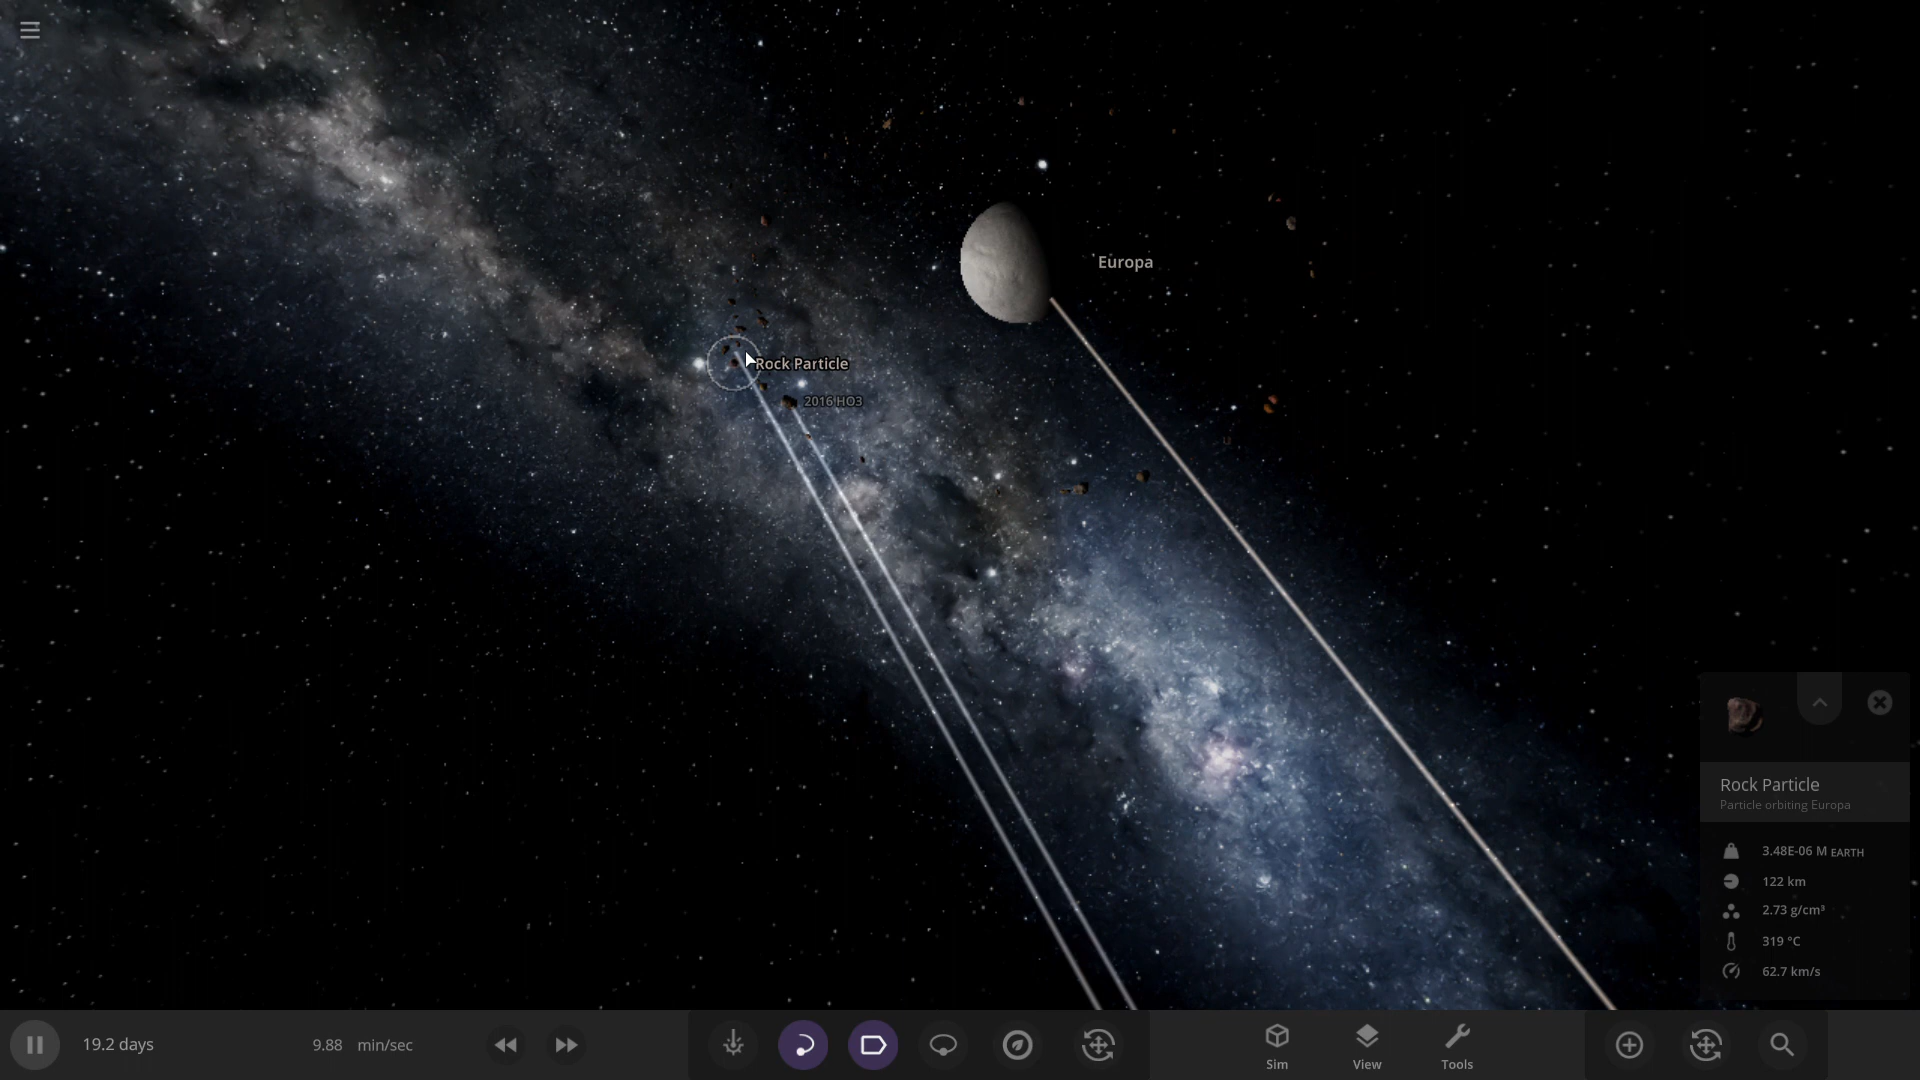 Europa
Rock Particle
2016 HO3
Rock Particle
Particle orbiting Europa
3.48E-06 M EARTH
122 km
2.73 g/cm³
319 °C
62.7 km/s
19.2 days
9.88 min/sec
Sim
View
Tools